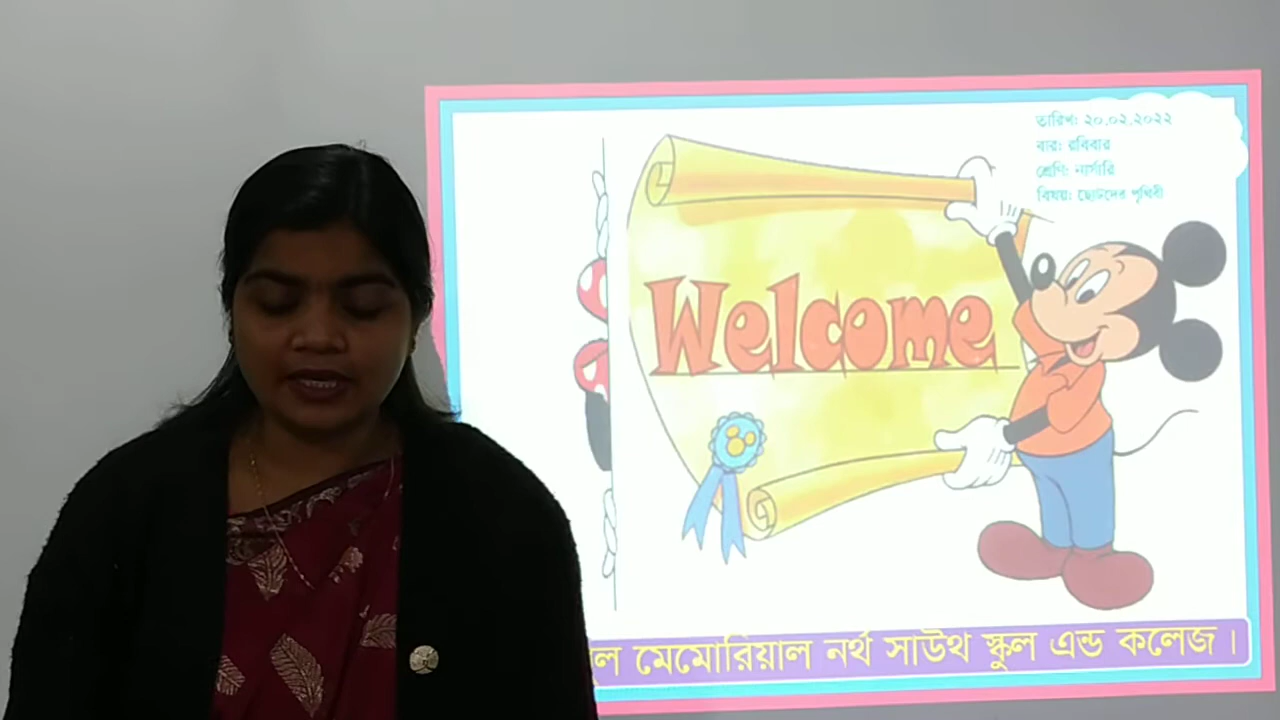 তারিখ: ২০.০২.২০২২
বার: রবিবার
শ্রেণি: নার্সারি
বিষয়: ছোটদের পৃথিবী
Welcome
মেমোরিয়াল নর্থ সাউথ স্কুল এন্ড কলেজ।